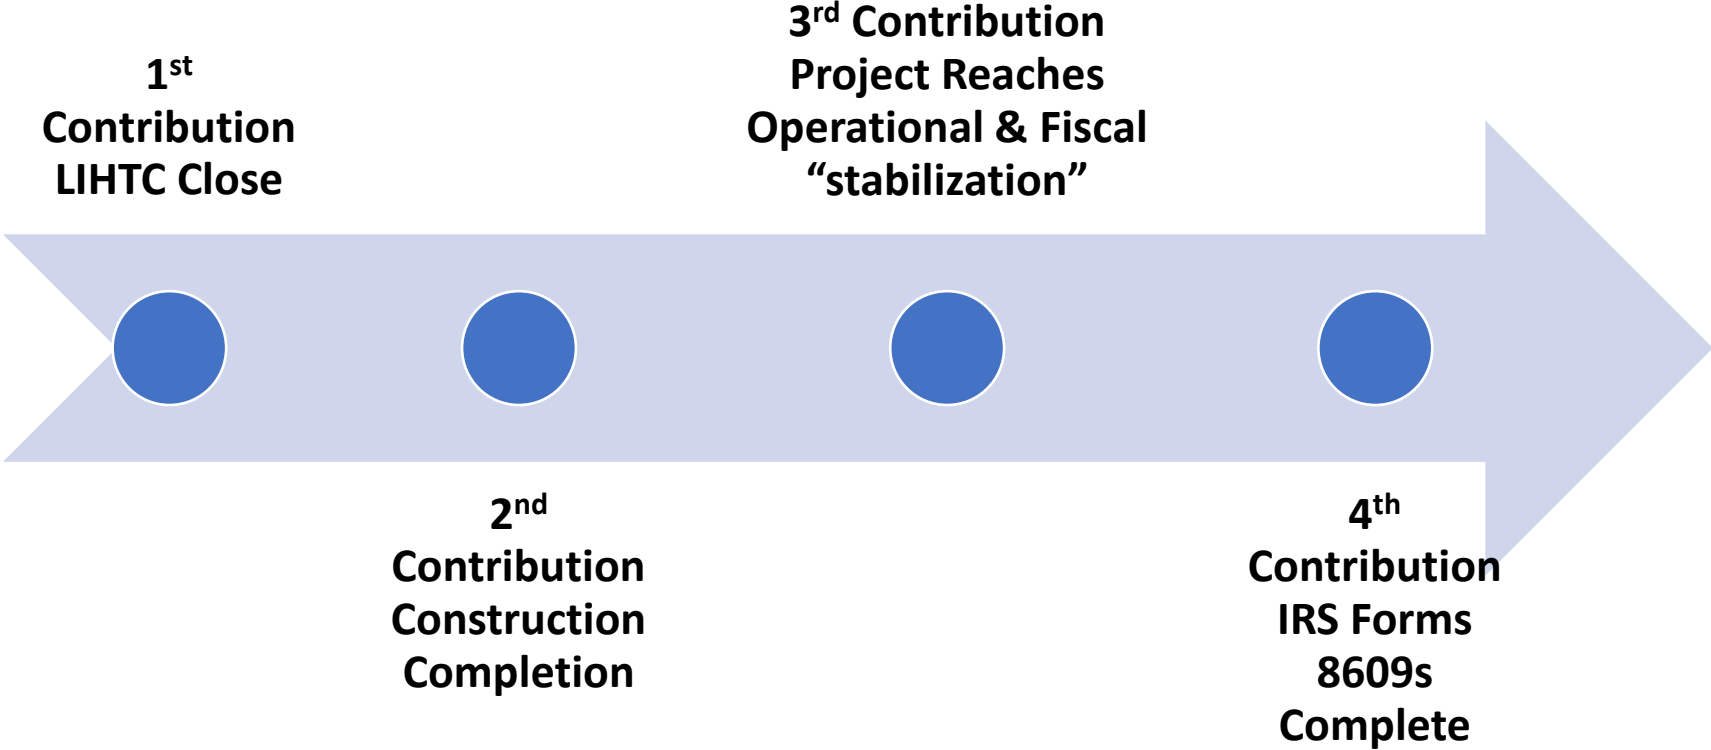 1st
Contribution
LIHTC Close
2nd
Contribution
Construction
Completion
3rd Contribution
Project Reaches
Operational & Fiscal
“stabilization”
4th
Contribution
IRS Forms
8609s
Complete